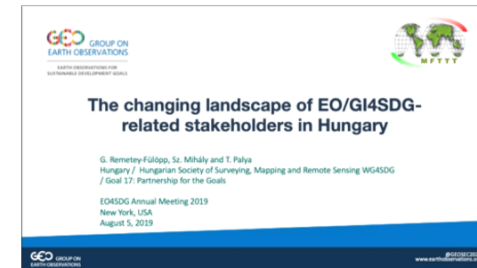 GEO GROUP ON
EARTH OBSERVATIONS
EARTH OBSERVATIONS FOR
SUSTAINABLE DEVELOPMENT GOALS
MFTTT
The changing landscape of EO/GI4SDG-
related stakeholders in Hungary
G. Remetey-Fülöpp, Sz. Mihály and T. Palya
Hungary / Hungarian Society of Surveying, Mapping and Remote Sensing WG4SDG
/ Goal 17: Partnership for the Goals
EO4SDG Annual Meeting 2019
New York, USA
August 5, 2019
GEO GROUP ON
EARTH OBSERVATIONS
@GEOSEC20
www.earthobservations.o